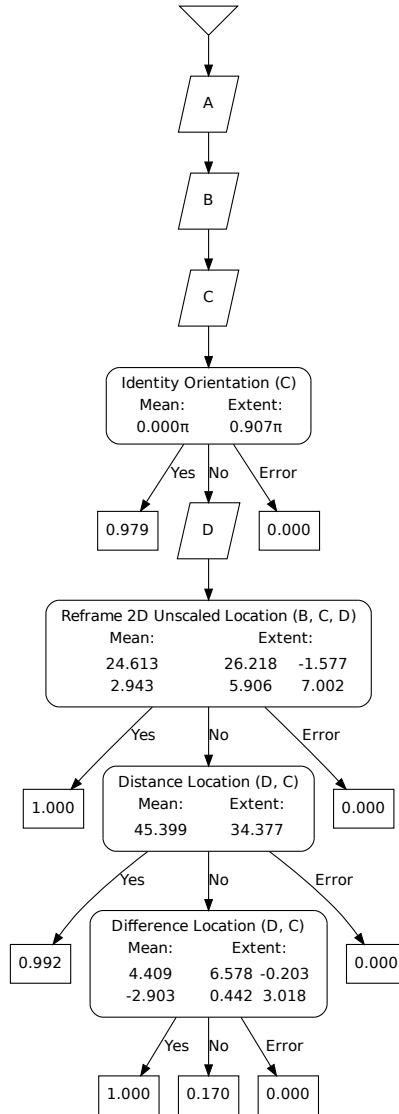 A
B
C
Identity Orientation (C)
Mean: Extent:
0.000π 0.907π
Yes No Error
0.979 D 0.000
Reframe 2D Unscaled Location (B, C, D)
Mean: Extent:
24.613 26.218 -1.577
2.943 5.906 7.002
Yes No Error
1.000 Distance Location (D, C) 0.000
Mean: Extent:
45.399 34.377
Yes No Error
0.992 Difference Location (D, C) 0.000
Mean: Extent:
4.409 6.578 -0.203
-2.903 0.442 3.018
Yes No Error
1.000 0.170 0.000